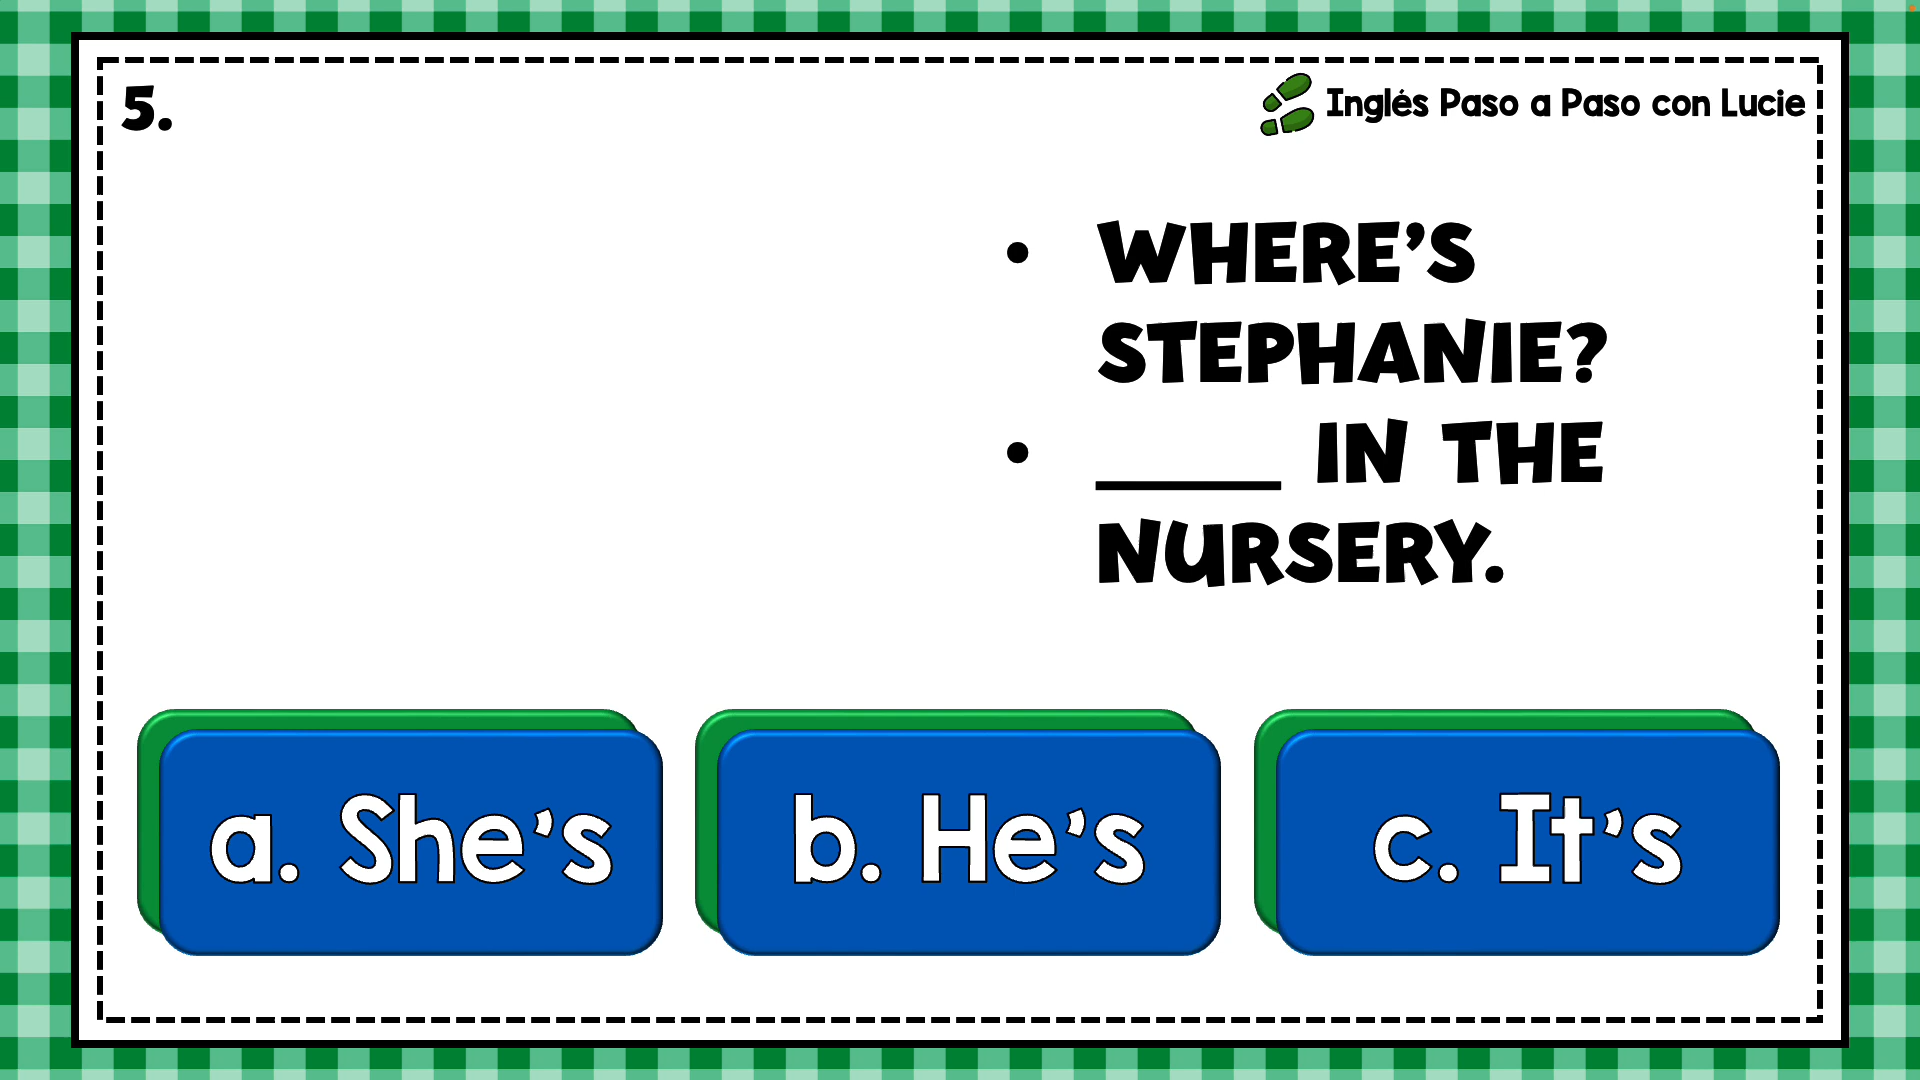 5.
Inglés Paso a Paso con Lucie
• WHERE’S
STEPHANIE?
• ____ IN THE
NURSERY.
a. She’s
b. He’s
c. It’s